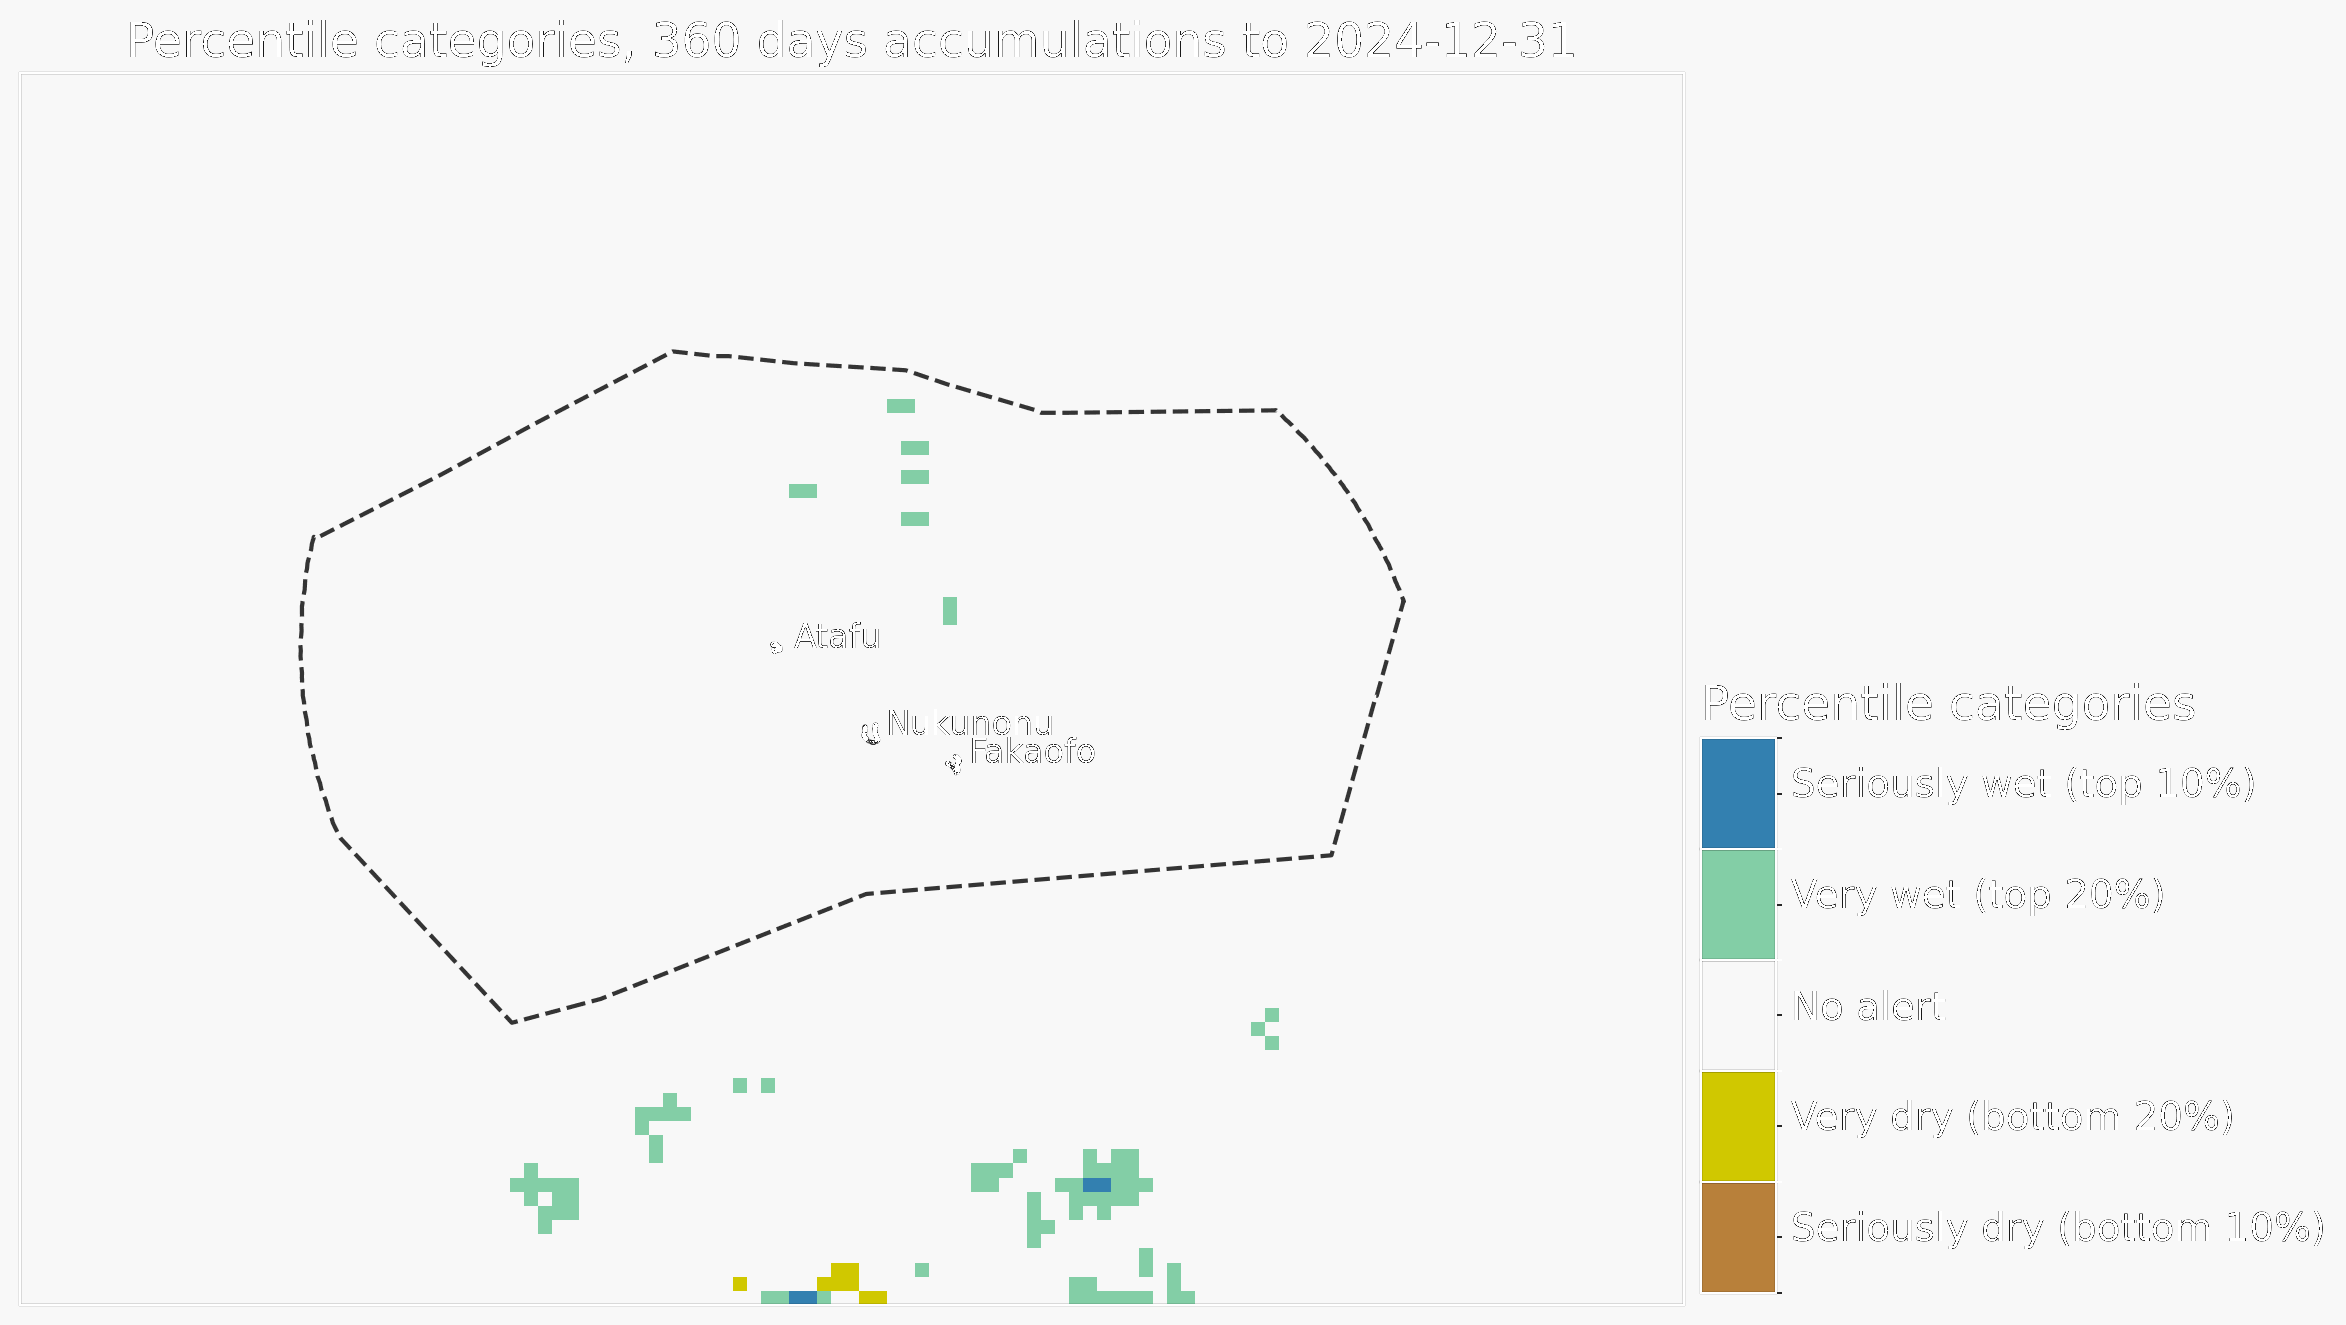 Percentile categories, 360 days accumulations to 2024-12-31
Atafu
Nukunonu
Fakaofo
Percentile categories
Seriously wet (top 10%)
Very wet (top 20%)
No alert
Very dry (bottom 20%)
Seriously dry (bottom 10%)